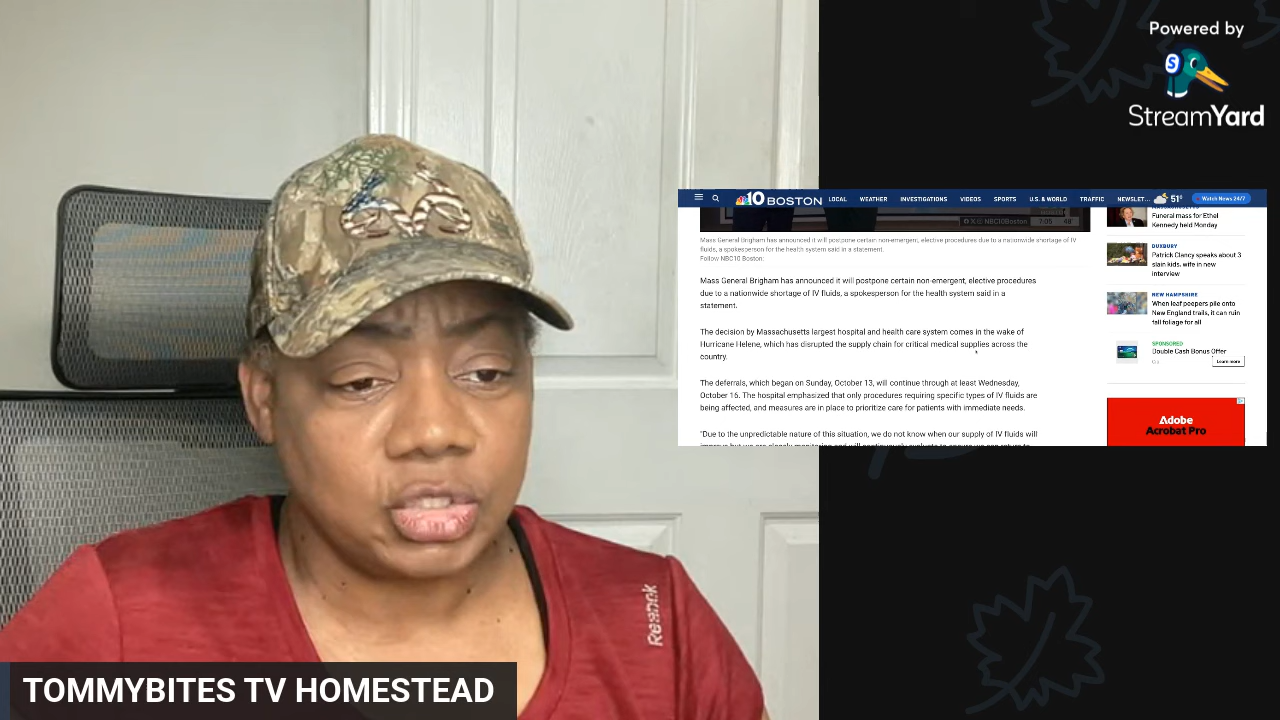 Powered by
StreamYard
10 BOSTON LOCAL WEATHER INVESTIGATIONS VIDEOS SPORTS U.S. & WORLD TRAFFIC NEWSLET... 51° Watch News 24/7
NBC10Boston 7:05 48°
Mass General Brigham has announced it will postpone certain non-emergent, elective procedures due to a nationwide shortage of IV
fluids, a spokesperson for the health system said in a statement.
Follow NBC10 Boston:
Mass General Brigham has announced it will postpone certain non-emergent, elective procedures
due to a nationwide shortage of IV fluids, a spokesperson for the health system said in a
statement.
The decision by Massachusetts largest hospital and health care system comes in the wake of
Hurricane Helene, which has disrupted the supply chain for critical medical supplies across the
country.
The deferrals, which began on Sunday, October 13, will continue through at least Wednesday,
October 16. The hospital emphasized that only procedures requiring specific types of IV fluids are
being affected, and measures are in place to prioritize care for patients with immediate needs.
"Due to the unpredictable nature of this situation, we do not know when our supply of IV fluids will
Funeral mass for Ethel
Kennedy held Monday
DUXBURY
Patrick Clancy speaks about 3
slain kids, wife in new
interview
NEW HAMPSHIRE
When leaf peepers pile onto
New England trails, it can ruin
fall foliage for all
SPONSORED
Double Cash Bonus Offer
Learn more
Adobe
Acrobat Pro
Reebok
TOMMYBITES TV HOMESTEAD